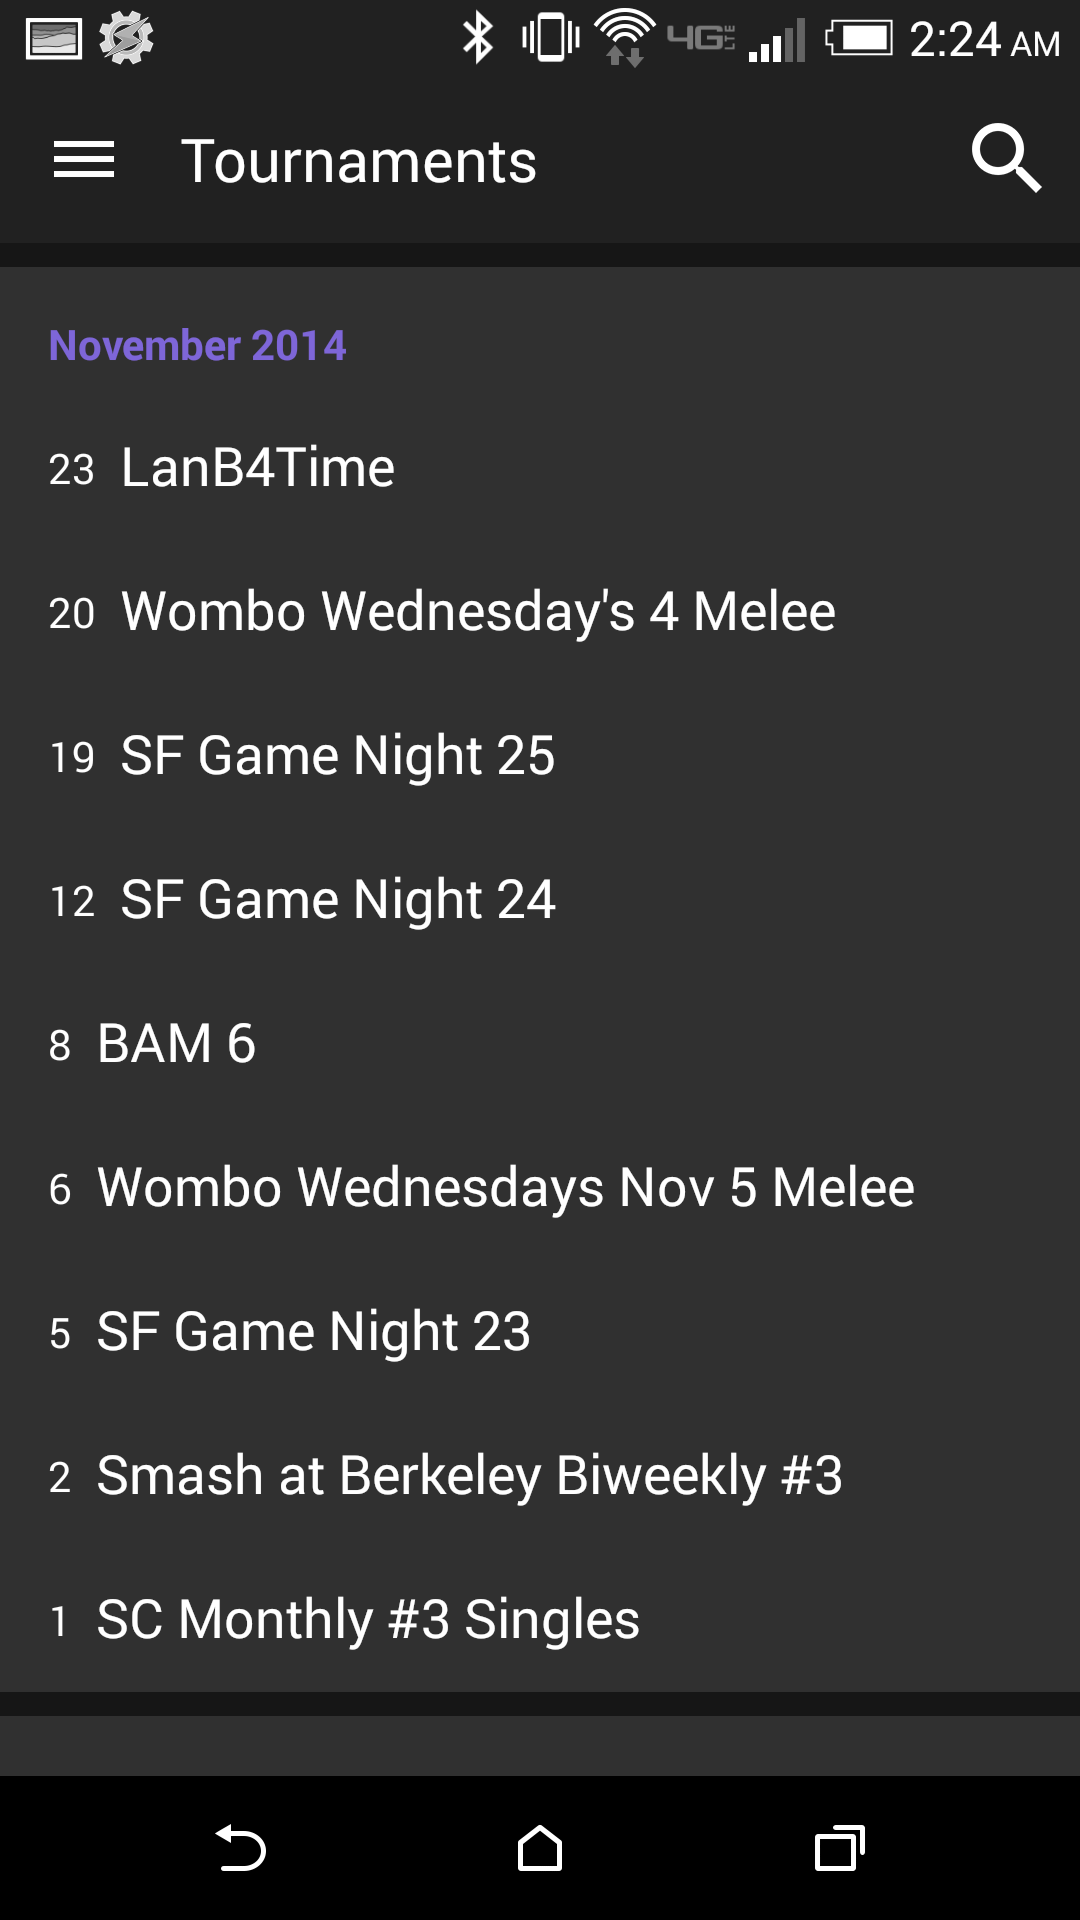 4G LTE 2:24 AM
Tournaments
November 2014
23 LanB4Time
20 Wombo Wednesday's 4 Melee
19 SF Game Night 25
12 SF Game Night 24
8 BAM 6
6 Wombo Wednesdays Nov 5 Melee
5 SF Game Night 23
2 Smash at Berkeley Biweekly #3
1 SC Monthly #3 Singles